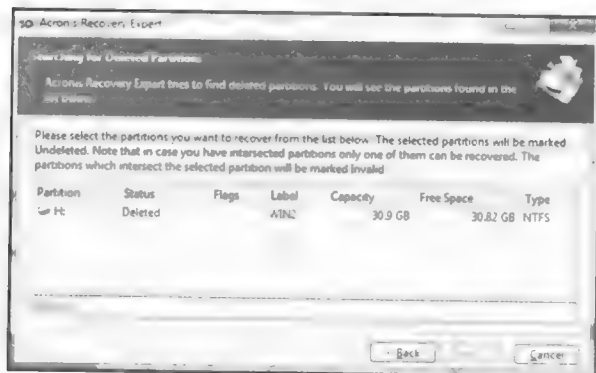 Acronis Recovery Expert
Searching for Deleted Partitions
Acronis Recovery Expert tries to find deleted partitions. You will see the partitions found in the
list below.
Please select the partitions you want to recover from the list below. The selected partitions will be marked
Undeleted. Note that in case you have intersected partitions only one of them can be recovered. The
partitions which intersect the selected partition will be marked Invalid
Partition Status Flags Label Capacity Free Space Type
H: Deleted WIN2 30.9 GB 30.82 GB NTFS
Back Cancel